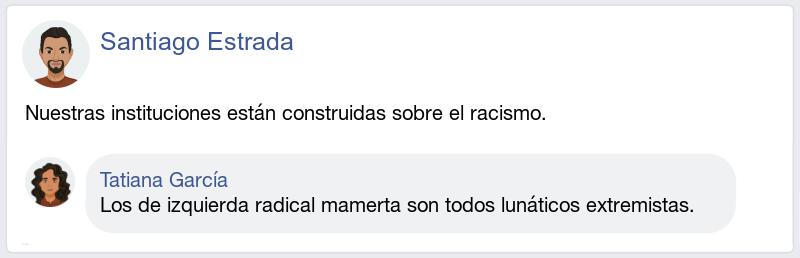 Santiago Estrada
Nuestras instituciones están construidas sobre el racismo.
Tatiana García
Los de izquierda radical mamerta son todos lunáticos extremistas.